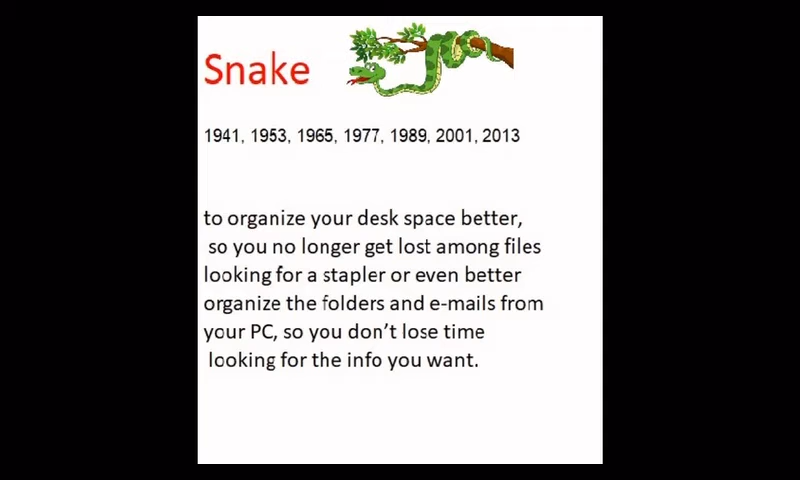 Snake
1941, 1953, 1965, 1977, 1989, 2001, 2013
to organize your desk space better,
so you no longer get lost among files
looking for a stapler or even better
organize the folders and e-mails from
your PC, so you don’t lose time
looking for the info you want.